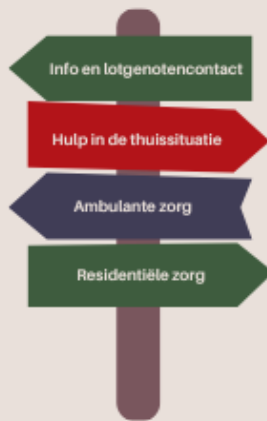 Info en lotgenotencontact
Hulp in de thuissituatie
Ambulante zorg
Residentiële zorg